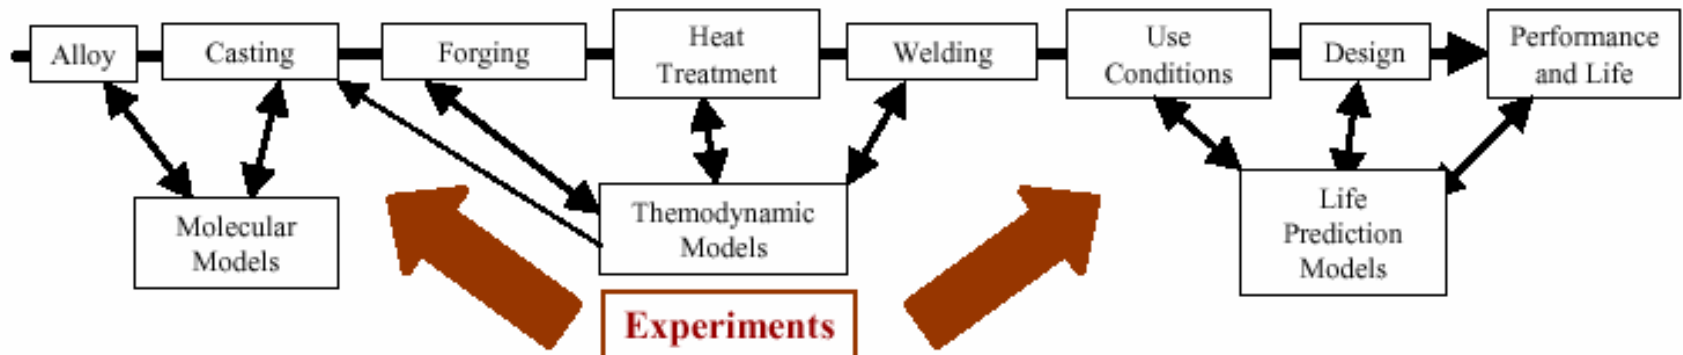 Alloy
Casting
Forging
Heat
Treatment
Welding
Use
Conditions
Design
Performance
and Life
Molecular
Models
Themodynamic
Models
Life
Prediction
Models
Experiments